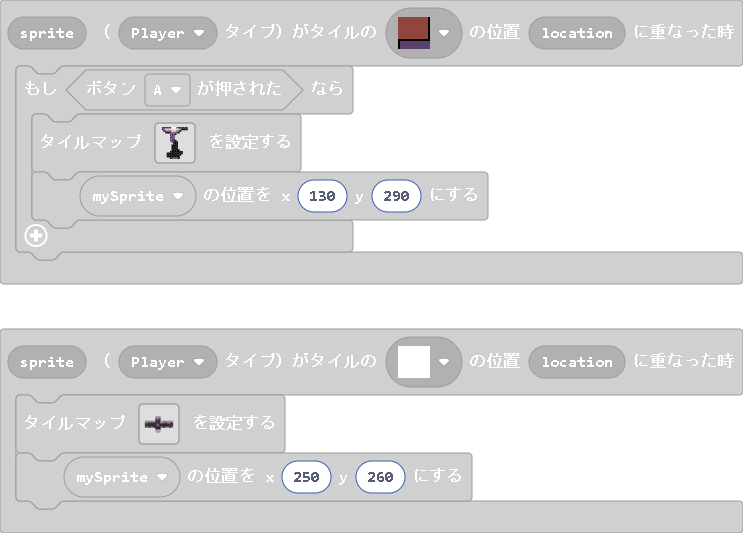 sprite （ Player タイプ）がタイルの の位置 location に重なった時
もし ボタン A が押された なら
タイルマップ を設定する
mySprite の位置を x 130 y 290 にする
sprite （ Player タイプ）がタイルの の位置 location に重なった時
タイルマップ を設定する
mySprite の位置を x 250 y 260 にする